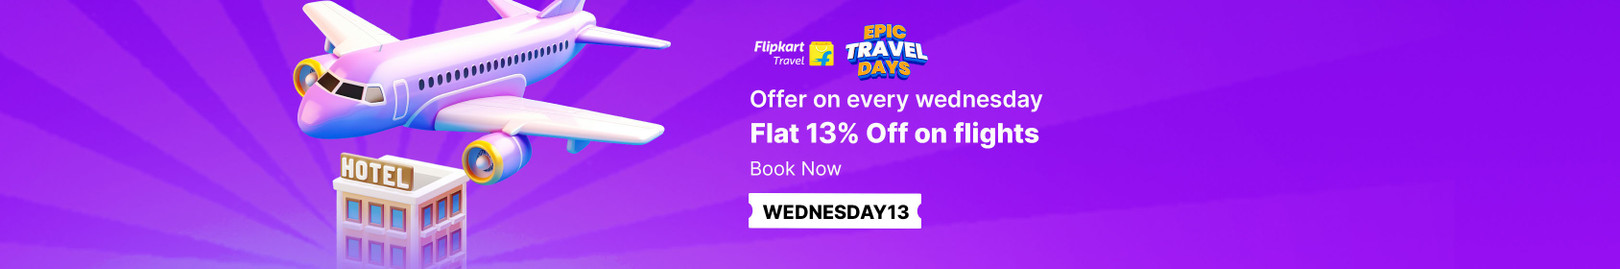 HOTEL
Flipkart
Travel
EPIC
TRAVEL
DAYS
Offer on every wednesday
Flat 13% Off on flights
Book Now
WEDNESDAY13